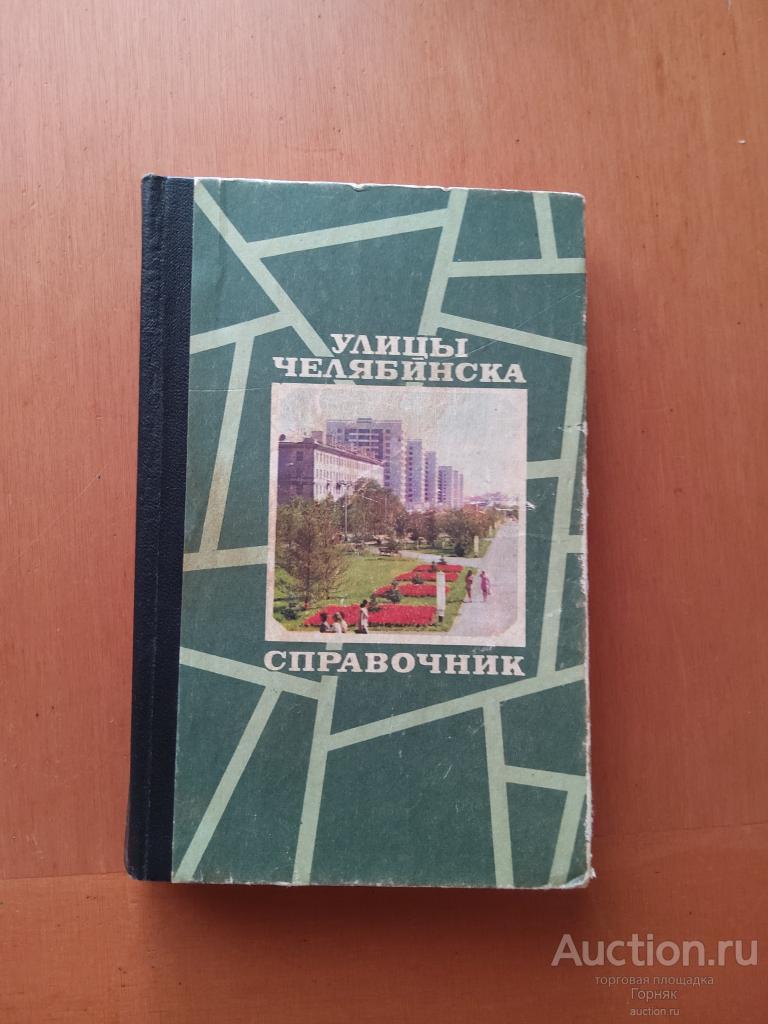 УЛИЦЫ
ЧЕЛЯБИНСКА
СПРАВОЧНИК
Auction.ru
торговая площадка
Горняк
auction.ru